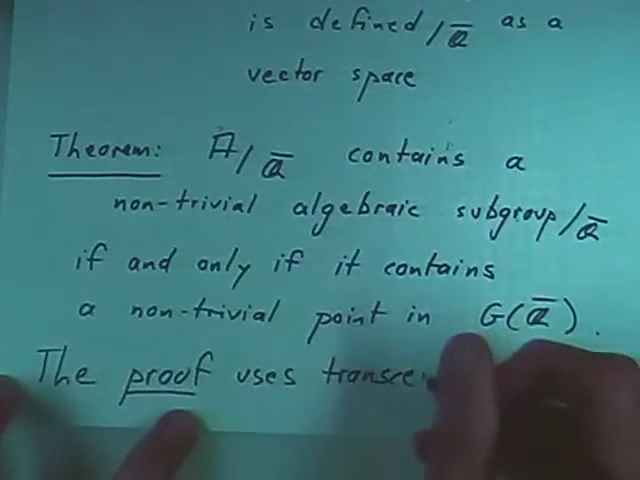 is defined/ℚ̅ as a
vector space
Theorem: A/ℚ̅ contains a
non-trivial algebraic subgroup/ℚ̅
if and only if it contains
a non-trivial point in G(ℚ̅).
The proof uses transce